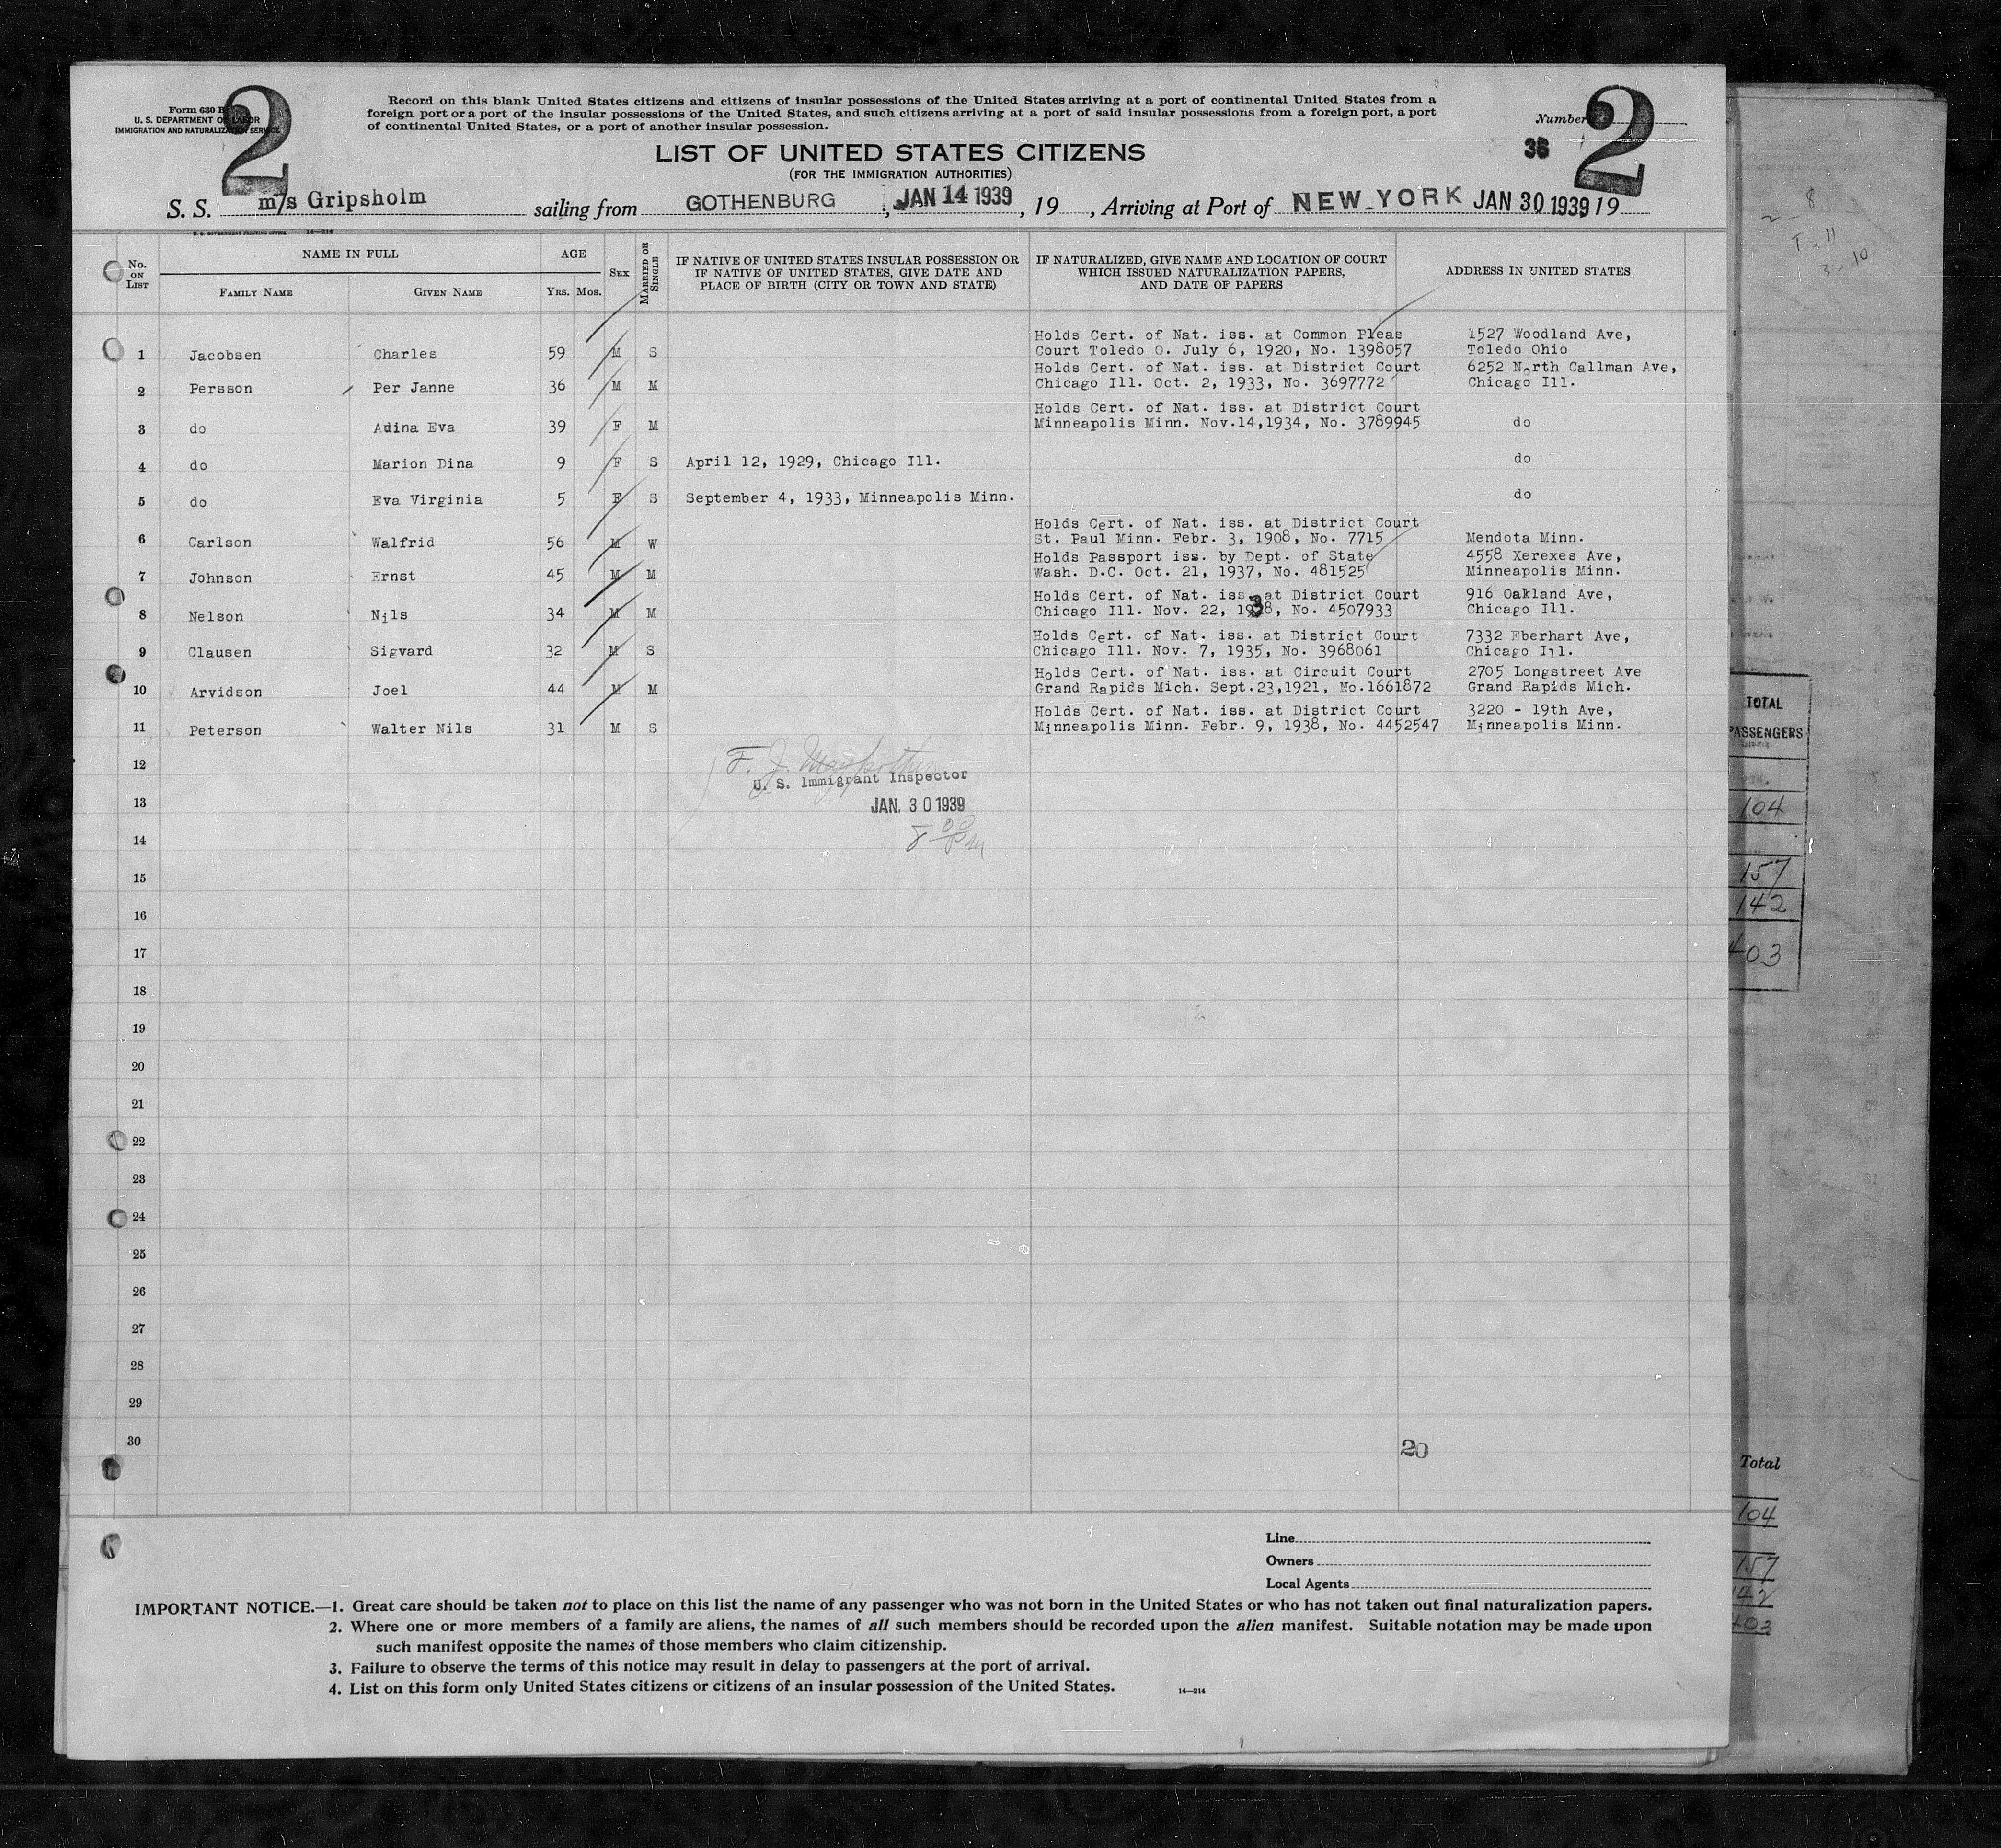 Form 630 B
U. S. DEPARTMENT OF LABOR
IMMIGRATION AND NATURALIZATION SERVICE
2
Record on this blank United States citizens and citizens of insular possessions of the United States arriving at a port of continental United States from a
foreign port or a port of the insular possessions of the United States, and such citizens arriving at a port of said insular possessions from a foreign port, a port
of continental United States, or a port of another insular possession.
Number
2
36
LIST OF UNITED STATES CITIZENS
(FOR THE IMMIGRATION AUTHORITIES)
S. S. m/s Gripsholm sailing from GOTHENBURG, JAN 14 1939, 19 , Arriving at Port of NEW YORK JAN 30 1939 19
U. S. GOVERNMENT PRINTING OFFICE 14—214
No. ON LIST NAME IN FULL FAMILY NAME GIVEN NAME AGE YRS. MOS. SEX MARRIED OR SINGLE IF NATIVE OF UNITED STATES INSULAR POSSESSION OR IF NATIVE OF UNITED STATES, GIVE DATE AND PLACE OF BIRTH (CITY OR TOWN AND STATE) IF NATURALIZED, GIVE NAME AND LOCATION OF COURT WHICH ISSUED NATURALIZATION PAPERS, AND DATE OF PAPERS ADDRESS IN UNITED STATES
Holds Cert. of Nat. iss. at Common Pleas 1527 Woodland Ave,
1 Jacobsen Charles 59 M S Court Toledo O. July 6, 1920, No. 1398057 Toledo Ohio
Holds Cert. of Nat. iss. at District Court 6252 North Callman Ave,
2 Persson Per Janne 36 M M Chicago Ill. Oct. 2, 1933, No. 3697772 Chicago Ill.
Holds Cert. of Nat. iss. at District Court
3 do Adina Eva 39 F M Minneapolis Minn. Nov.14,1934, No. 3789945 do
4 do Marion Dina 9 F S April 12, 1929, Chicago Ill. do
5 do Eva Virginia 5 F S September 4, 1933, Minneapolis Minn. do
Holds Cert. of Nat. iss. at District Court
6 Carlson Walfrid 56 M W St. Paul Minn. Febr. 3, 1908, No. 7715 Mendota Minn.
Holds Passport iss. by Dept. of State 4558 Xerexes Ave,
7 Johnson Ernst 45 M M Wash. D.C. Oct. 21, 1937, No. 481525 Minneapolis Minn.
Holds Cert. of Nat. iss. at District Court 916 Oakland Ave,
8 Nelson Nils 34 M M Chicago Ill. Nov. 22, 1938, No. 4507933 Chicago Ill.
Holds Cert. of Nat. iss. at District Court 7332 Eberhart Ave,
9 Clausen Sigvard 32 M S Chicago Ill. Nov. 7, 1935, No. 3968061 Chicago Ill.
Holds Cert. of Nat. iss. at Circuit Court 2705 Longstreet Ave
10 Arvidson Joel 44 M M Grand Rapids Mich. Sept.23,1921, No.1661872 Grand Rapids Mich.
Holds Cert. of Nat. iss. at District Court 3220 - 19th Ave,
11 Peterson Walter Nils 31 M S Minneapolis Minn. Febr. 9, 1938, No. 4452547 Minneapolis Minn.
12 F. J.
U. S. Immigrant Inspector
13 JAN. 30 1939
14 8 00 Pm
15
16
17
18
19
20
21
22
23
24
25
26
27
28
29
30
20
Line
Owners
Local Agents
IMPORTANT NOTICE.—1. Great care should be taken not to place on this list the name of any passenger who was not born in the United States or who has not taken out final naturalization papers.
2. Where one or more members of a family are aliens, the names of all such members should be recorded upon the alien manifest. Suitable notation may be made upon
such manifest opposite the names of those members who claim citizenship.
3. Failure to observe the terms of this notice may result in delay to passengers at the port of arrival.
4. List on this form only United States citizens or citizens of an insular possession of the United States. 14—214
2 - 8
T - 11
3 - 10
TOTAL
PASSENGERS
104
157
142
403
Total
104
157
142
403